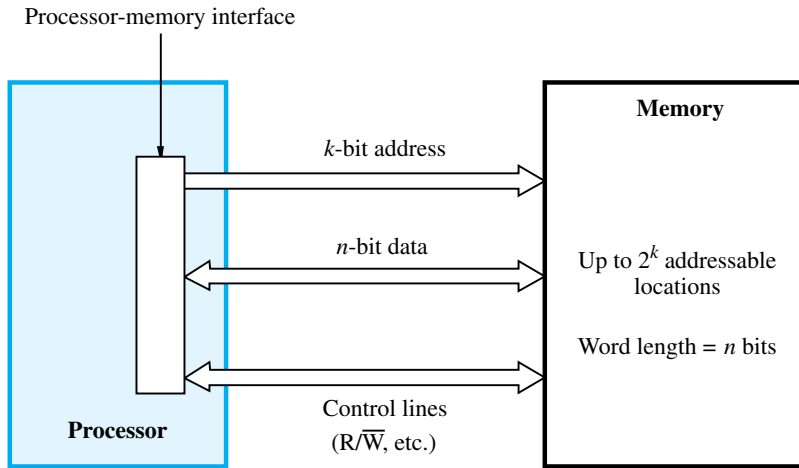 Processor-memory interface
Memory
k-bit address
n-bit data
Up to 2ᵏ addressable
locations
Word length = n bits
Control lines
(R/W̅, etc.)
Processor